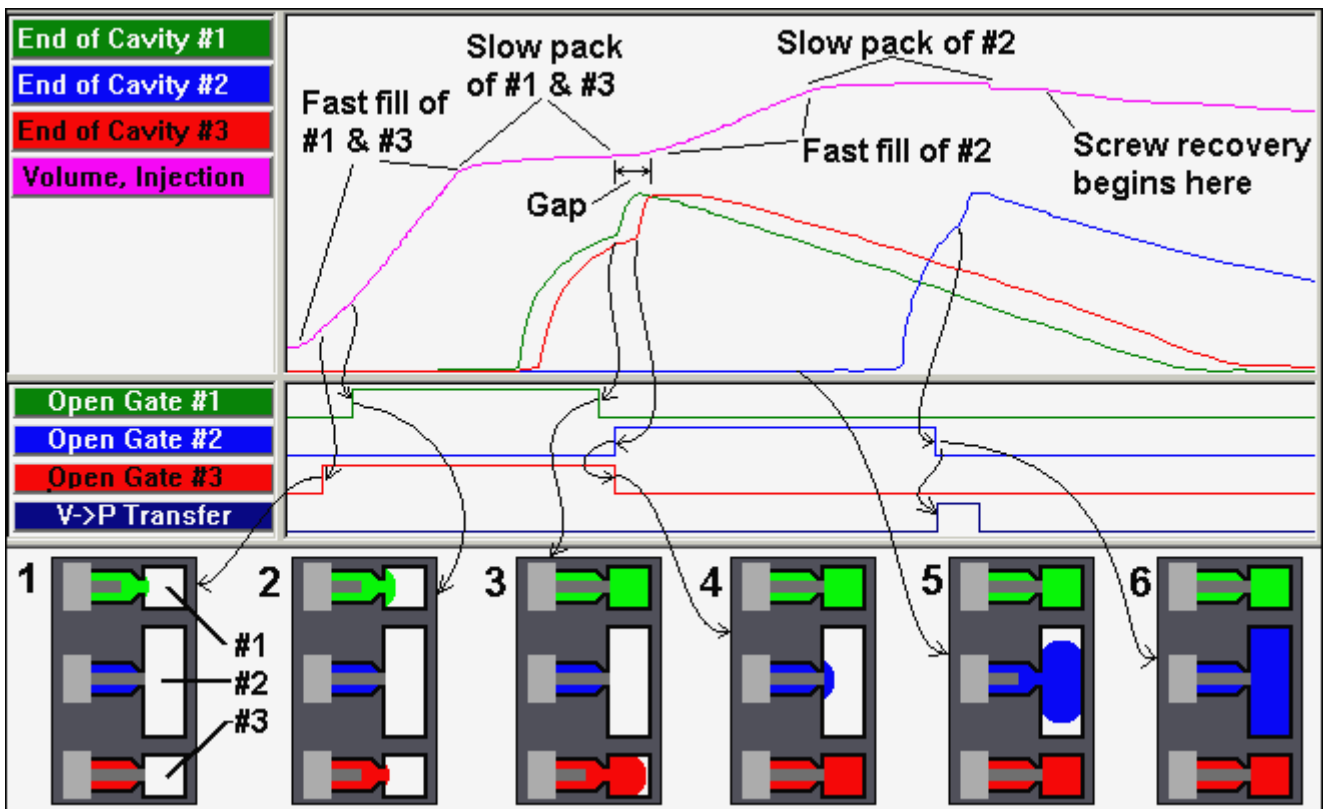 End of Cavity #1
End of Cavity #2
End of Cavity #3
Volume, Injection
Fast fill of
#1 & #3
Slow pack
of #1 & #3
Gap
Slow pack of #2
Fast fill of #2
Screw recovery
begins here
Open Gate #1
Open Gate #2
Open Gate #3
V->P Transfer
1
#1
#2
#3
2
3
4
5
6